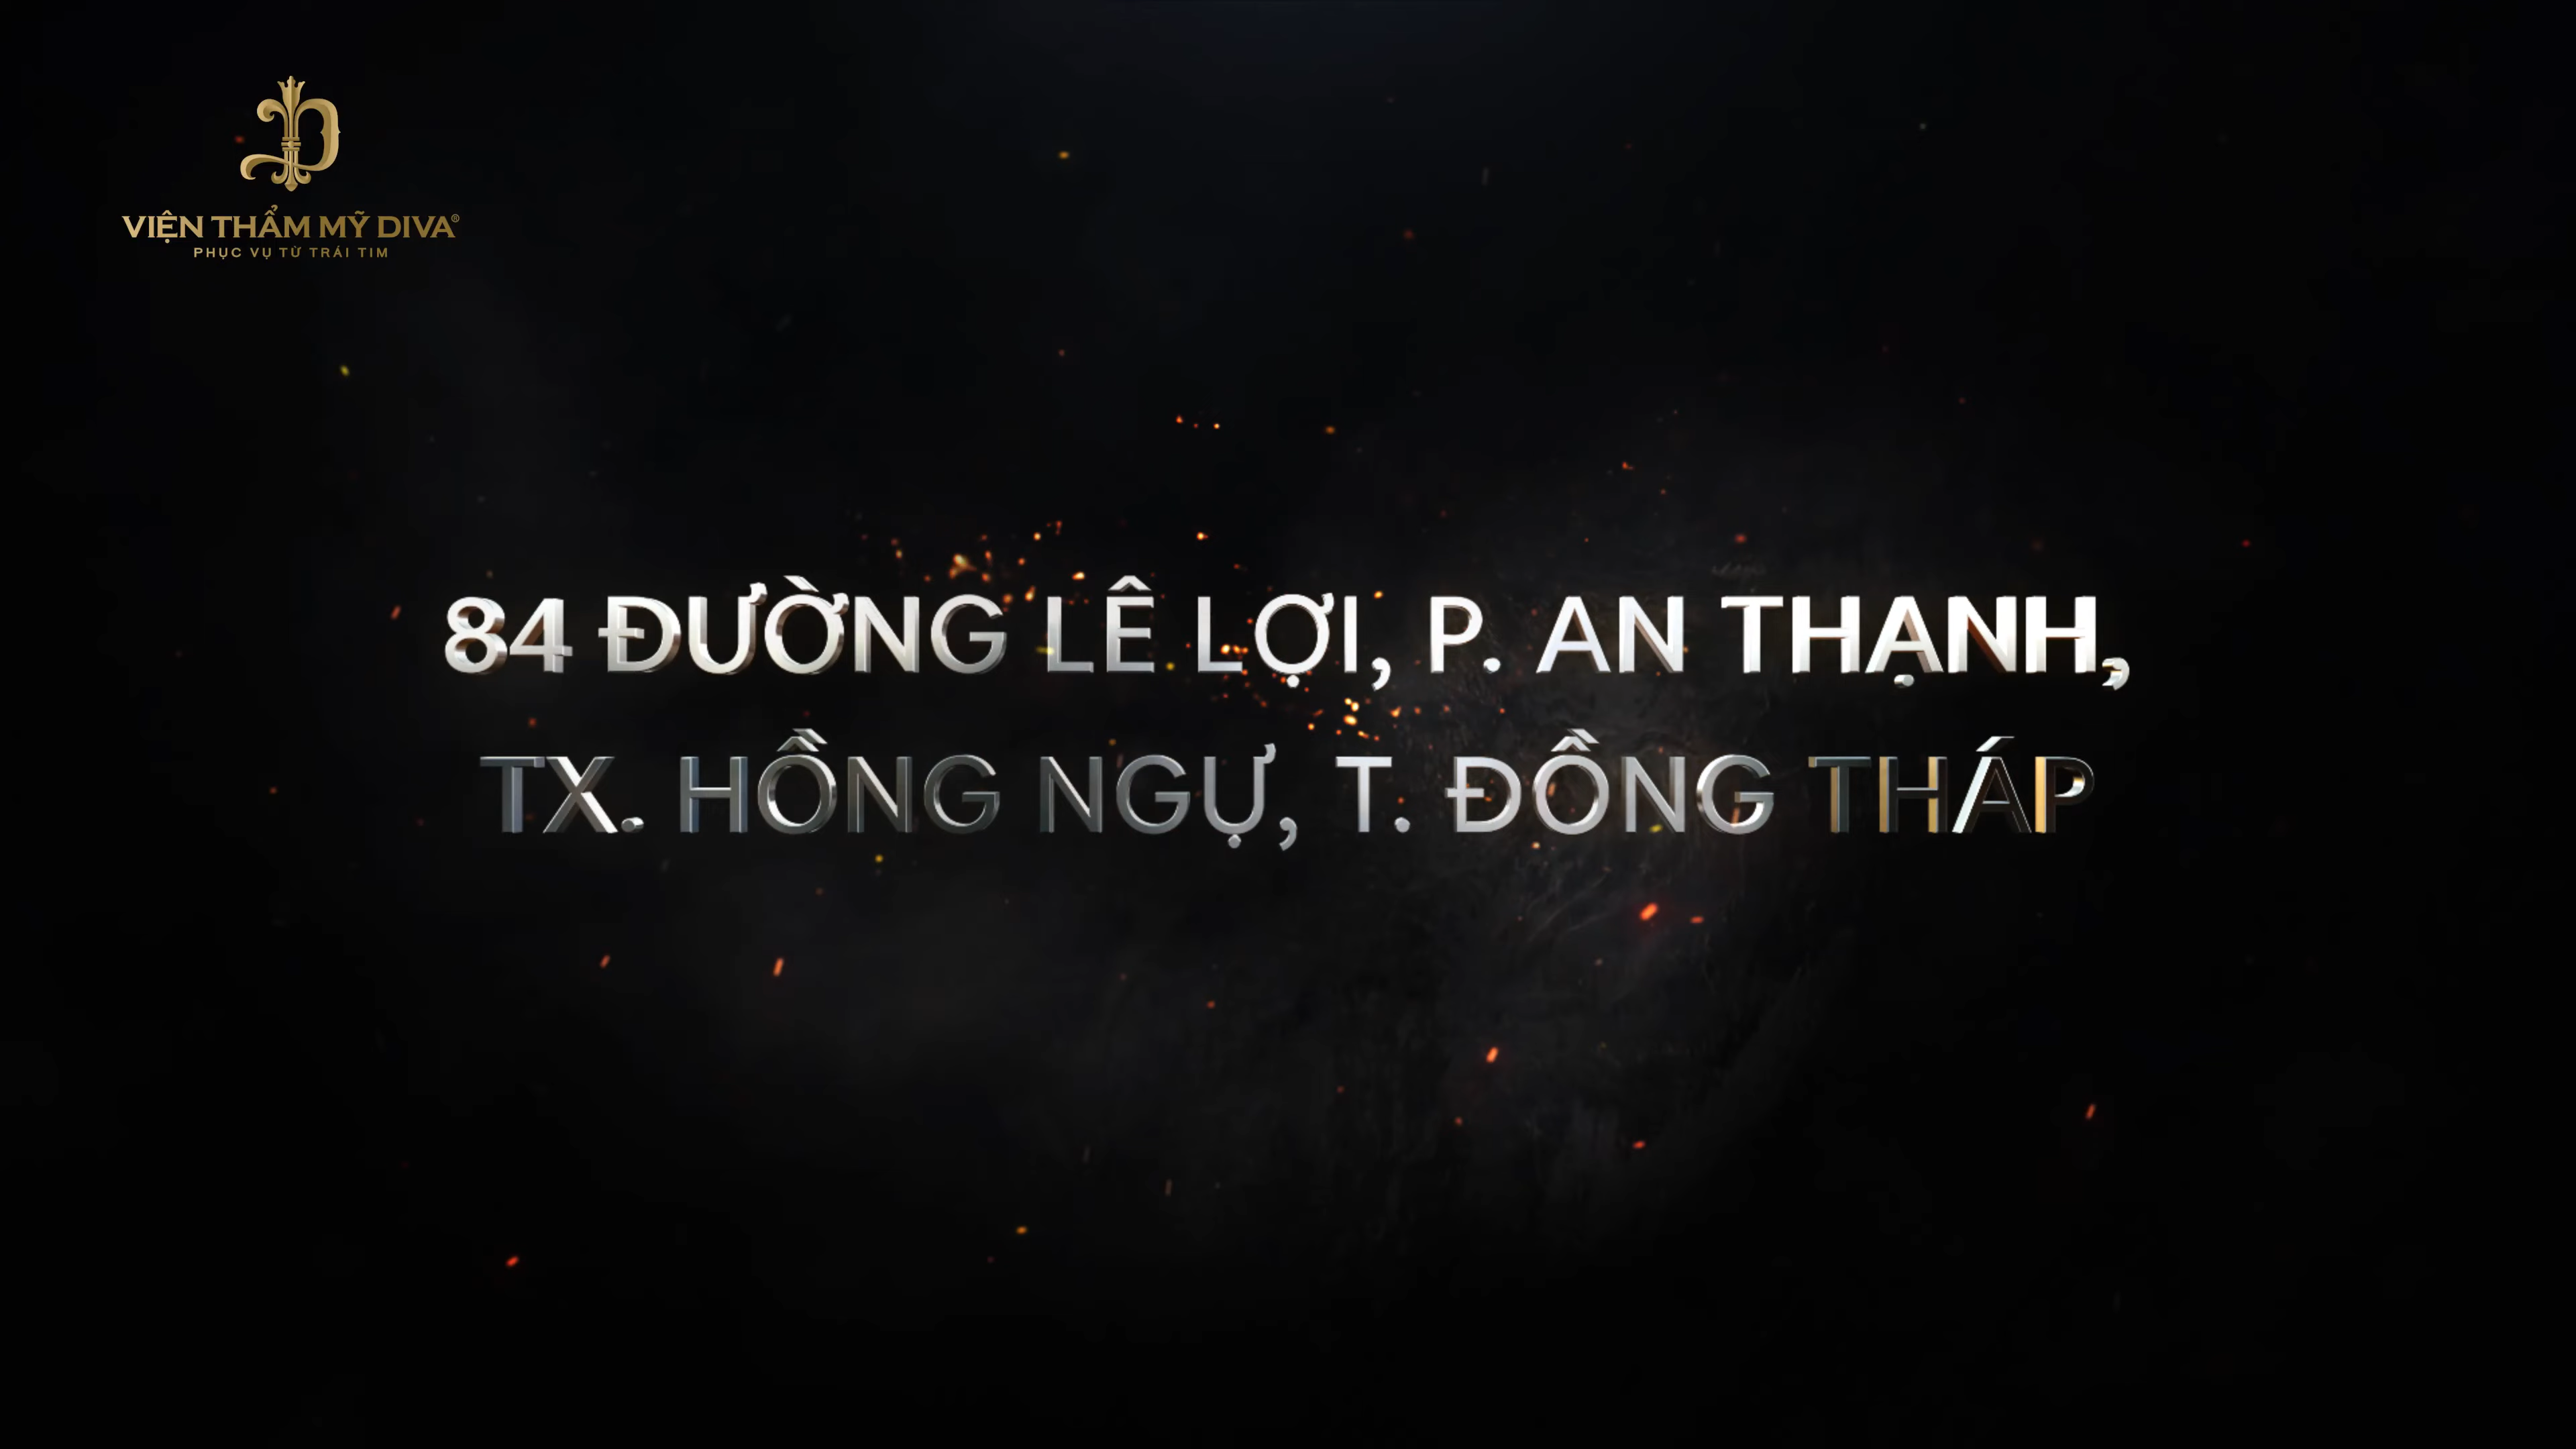 VIỆN THẨM MỸ DIVA®
PHỤC VỤ TỪ TRÁI TIM
84 ĐƯỜNG LÊ LỢI, P. AN THẠNH,
TX. HỒNG NGỰ, T. ĐỒNG THÁP